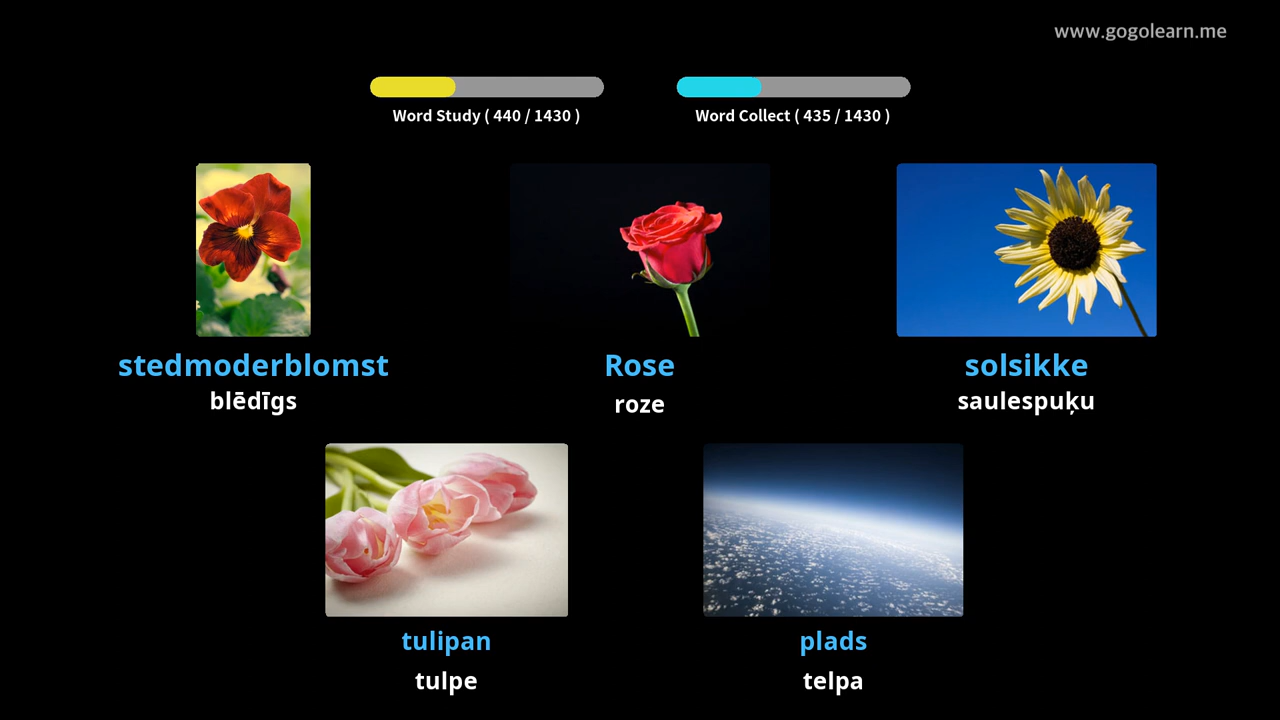 www.gogolearn.me
Word Study ( 440 / 1430 )
Word Collect ( 435 / 1430 )
stedmoderblomst
blēdīgs
Rose
roze
solsikke
saulespuķu
tulipan
tulpe
plads
telpa